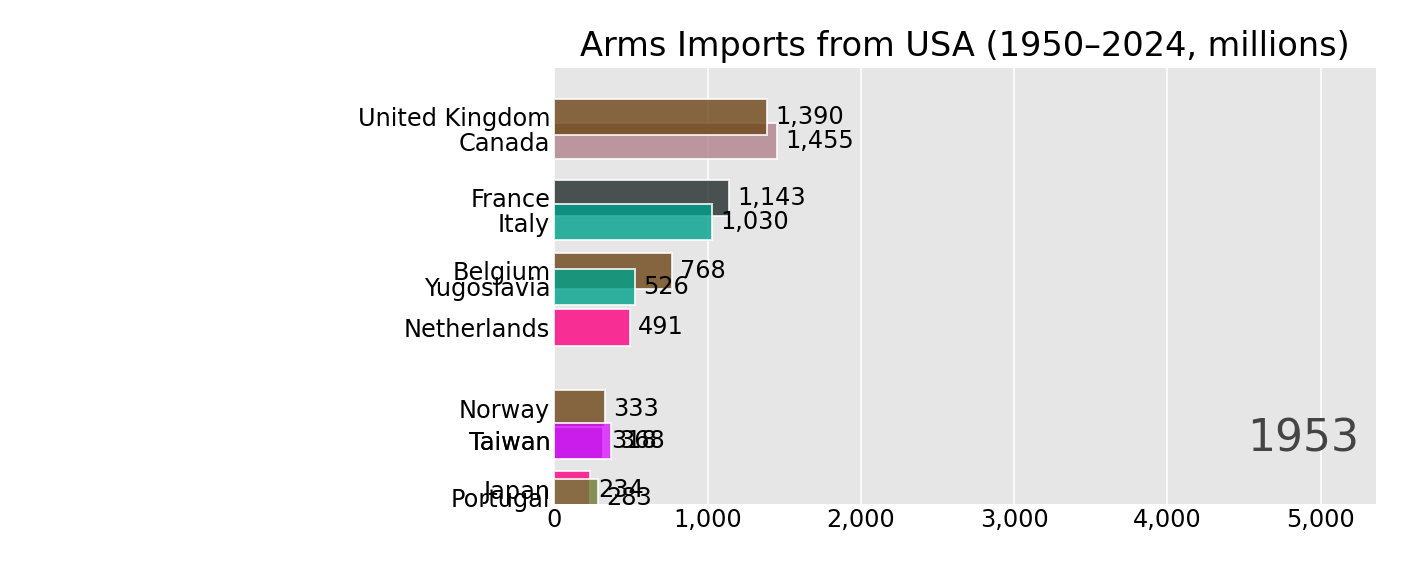 Arms Imports from USA (1950–2024, millions)
United Kingdom 1,390
Canada 1,455
France 1,143
Italy 1,030
Belgium 768
Yugoslavia 526
Netherlands 491
Norway 333
Taiwan 318 368
1953
Japan 234
Portugal 283
0 1,000 2,000 3,000 4,000 5,000